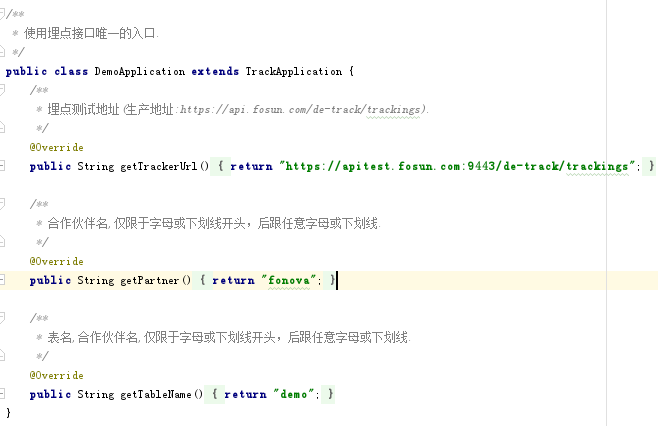 /**
* 使用埋点接口唯一的入口.
*/
public class DemoApplication extends TrackApplication {
/**
* 埋点测试地址(生产地址:https://api.fosun.com/de-track/trackings).
*/
@Override
public String getTrackerUrl() { return "https://apitest.fosun.com:9443/de-track/trackings"; }
/**
* 合作伙伴名,仅限于字母或下划线开头，后跟任意字母或下划线.
*/
@Override
public String getPartner() { return "fonova"; }
/**
* 表名,合作伙伴名,仅限于字母或下划线开头，后跟任意字母或下划线.
*/
@Override
public String getTableName() { return "demo"; }
}